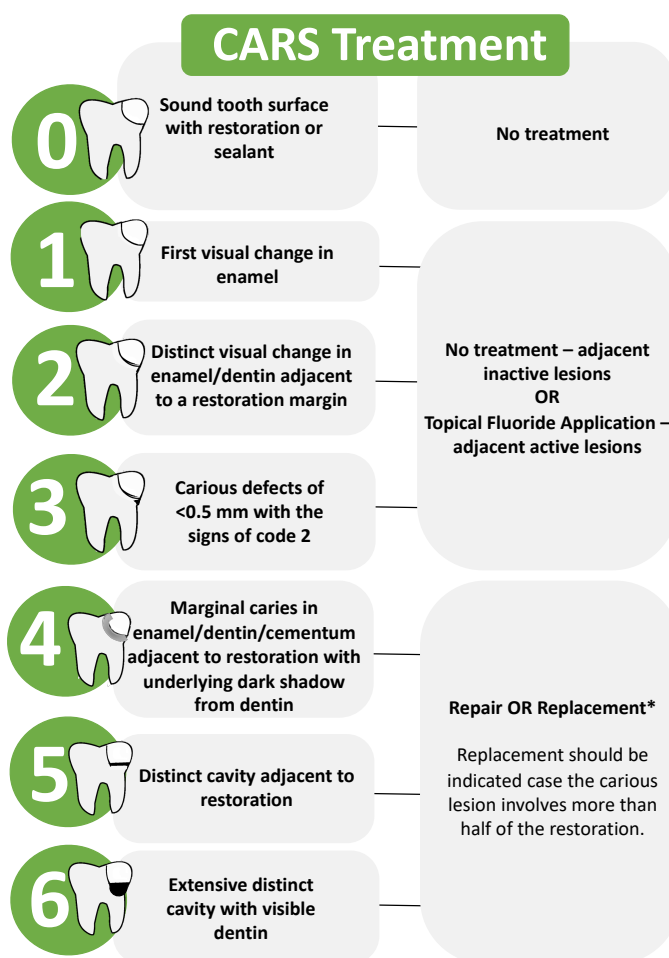 CARS Treatment
0
Sound tooth surface
with restoration or
sealant
No treatment
1
First visual change in
enamel
2
Distinct visual change in
enamel/dentin adjacent
to a restoration margin
3
Carious defects of
<0.5 mm with the
signs of code 2
No treatment – adjacent
inactive lesions
OR
Topical Fluoride Application –
adjacent active lesions
4
Marginal caries in
enamel/dentin/cementum
adjacent to restoration with
underlying dark shadow
from dentin
5
Distinct cavity adjacent to
restoration
6
Extensive distinct
cavity with visible
dentin
Repair OR Replacement*
Replacement should be
indicated case the carious
lesion involves more than
half of the restoration.